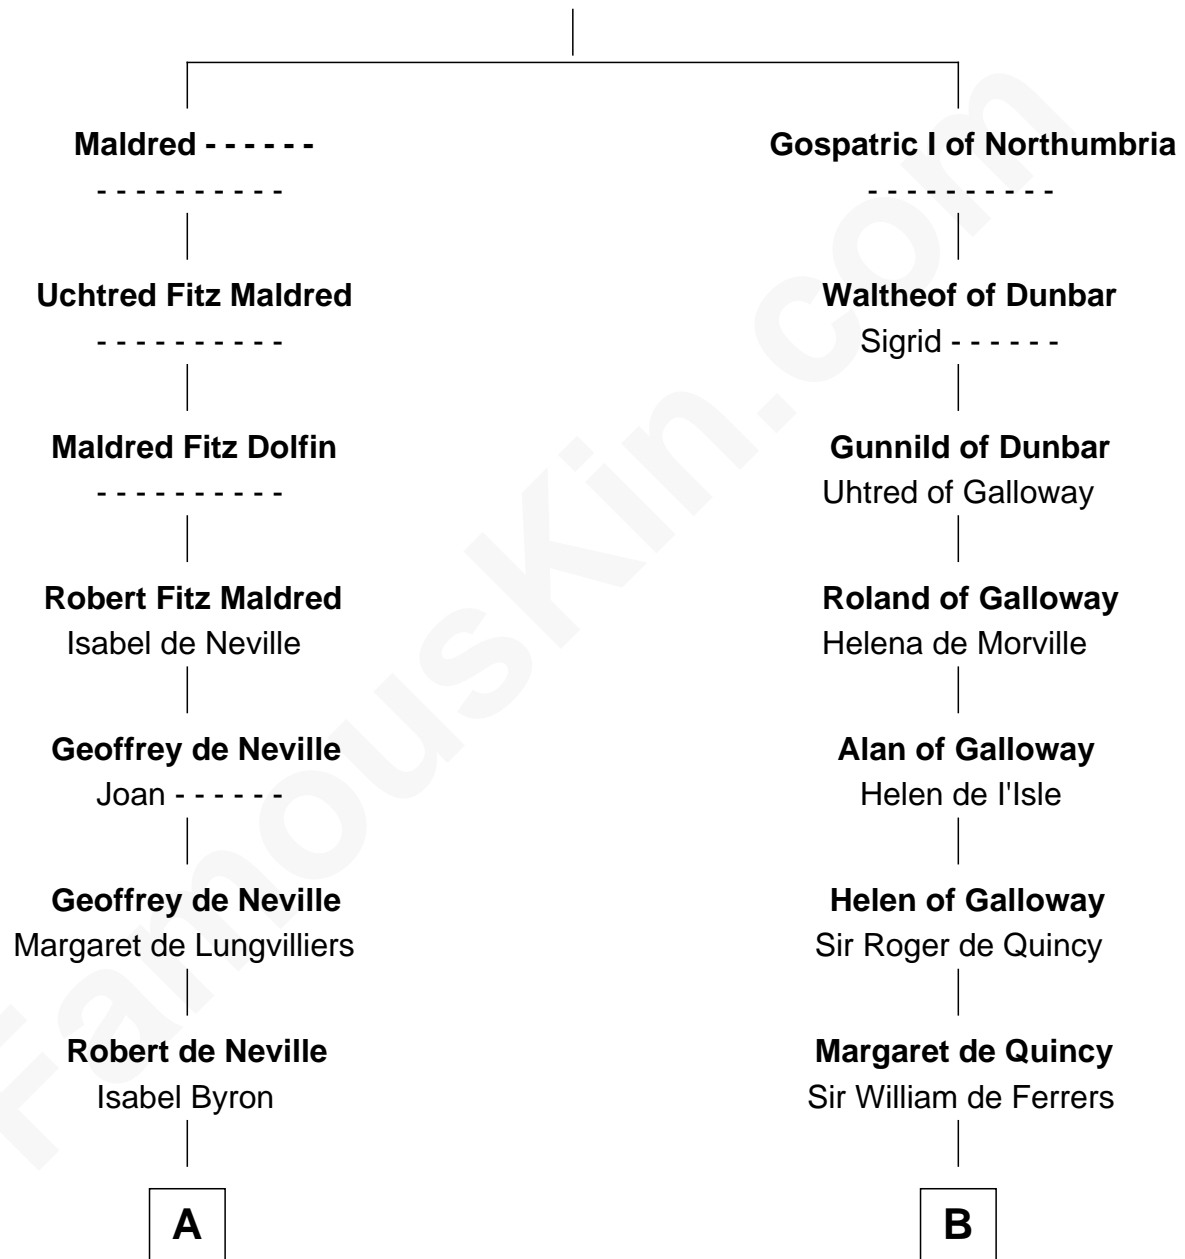 Maldred - - - - - -
- - - - - - - - - -
Uchtred Fitz Maldred
- - - - - - - - - -
Maldred Fitz Dolfin
- - - - - - - - - -
Robert Fitz Maldred
Isabel de Neville
Geoffrey de Neville
Joan - - - - - -
Geoffrey de Neville
Margaret de Lungvilliers
Robert de Neville
Isabel Byron
A
Gospatric I of Northumbria
- - - - - - - - - -
Waltheof of Dunbar
Sigrid - - - - - -
Gunnild of Dunbar
Uhtred of Galloway
Roland of Galloway
Helena de Morville
Alan of Galloway
Helen de I'Isle
Helen of Galloway
Sir Roger de Quincy
Margaret de Quincy
Sir William de Ferrers
B
FamousKin.com